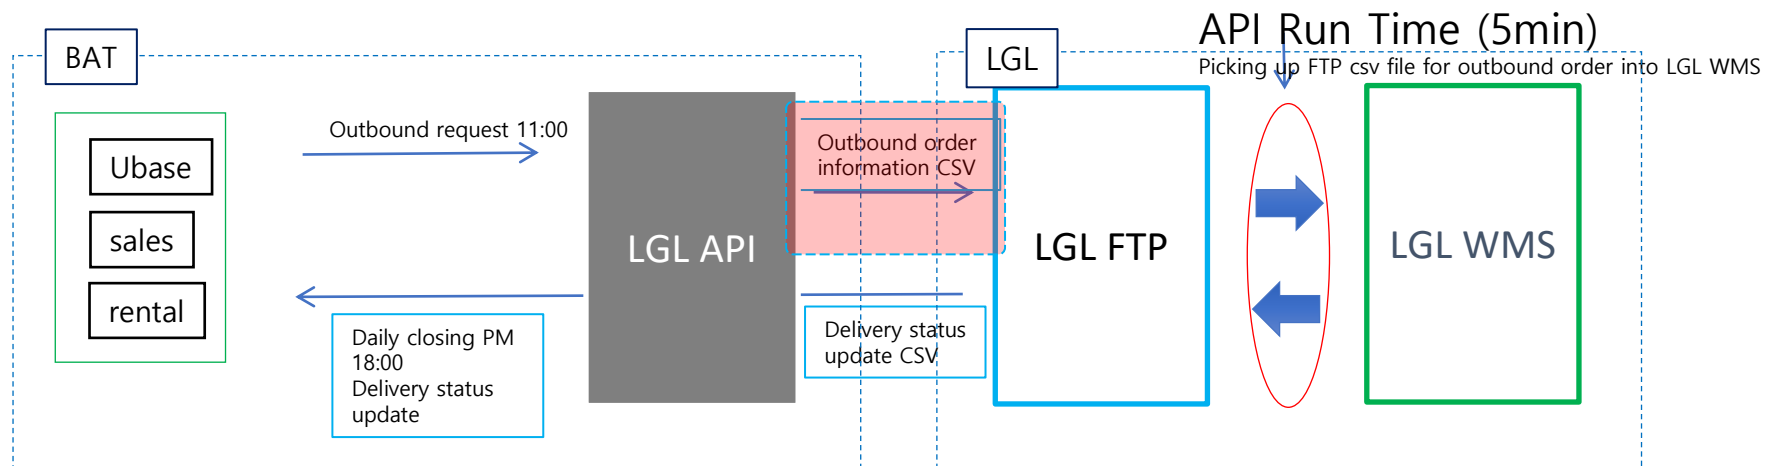 API Run Time (5min)
Picking up FTP csv file for outbound order into LGL WMS
BAT
LGL
Ubase
sales
rental
Outbound request 11:00
Daily closing PM
18:00
Delivery status
update
LGL API
Outbound order
information CSV
Delivery status
update CSV
LGL FTP
LGL WMS